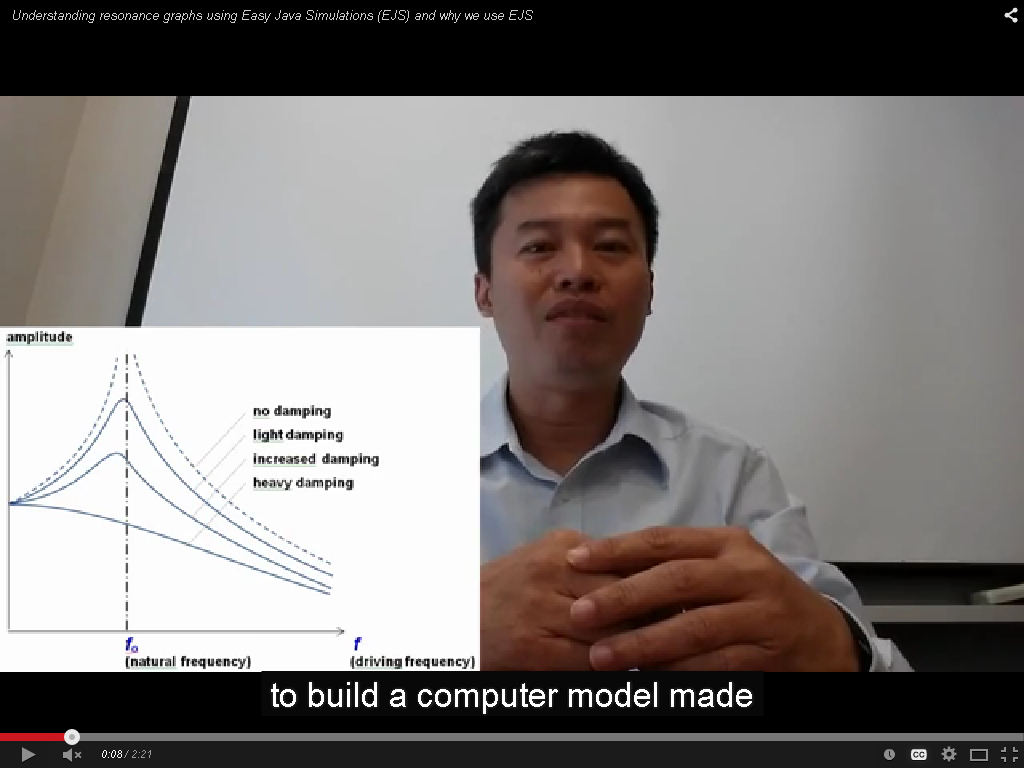 Understanding resonance graphs using Easy Java Simulations (EJS) and why we use EJS
amplitude
no damping
light damping
increased damping
heavy damping
f₀
f
(natural frequency)
(driving frequency)
to build a computer model made
0:08 / 2:21
CC